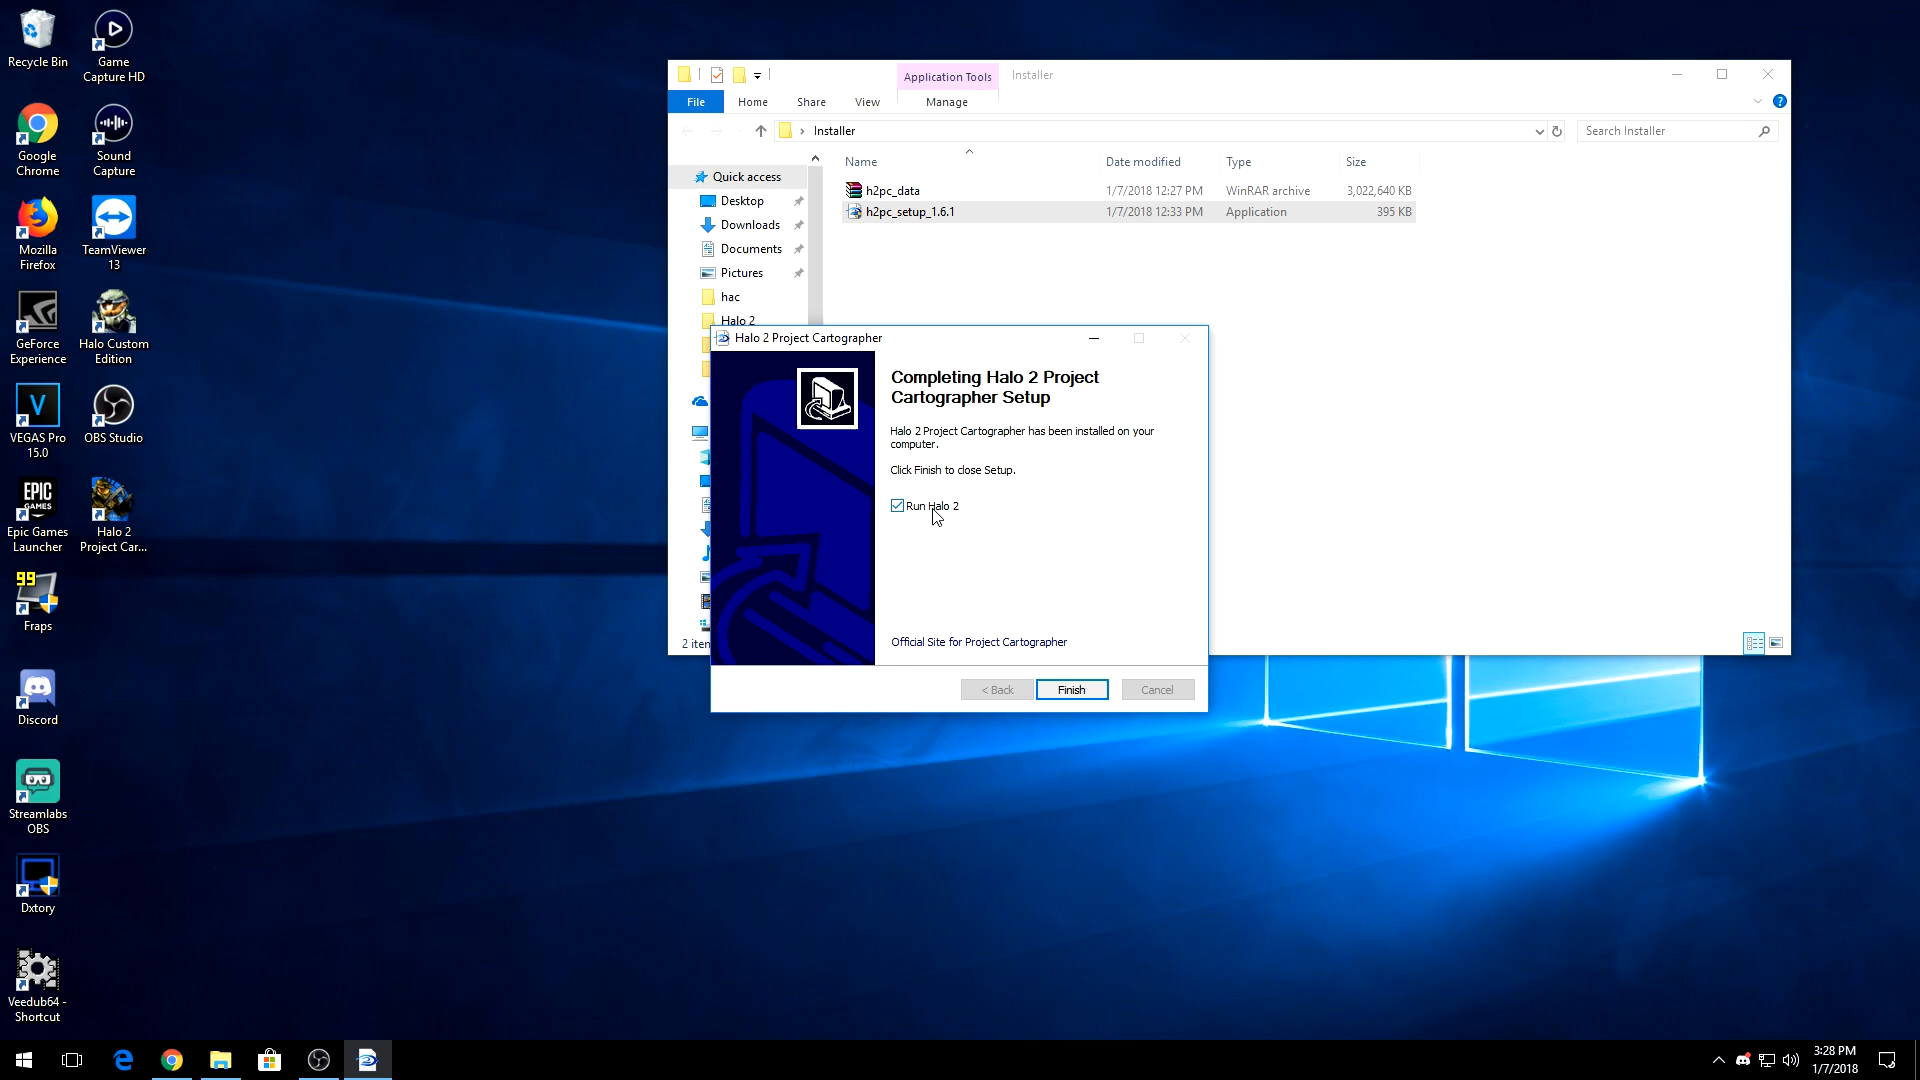 Recycle Bin
Game
Capture HD
Google
Chrome
Sound
Capture
Mozilla
Firefox
TeamViewer
13
GeForce
Experience
Halo Custom
Edition
VEGAS Pro
15.0
OBS Studio
EPIC
GAMES
Epic Games
Launcher
Halo 2
Project Car...
99
Fraps
Discord
Streamlabs
OBS
Dxtory
Veedub64 -
Shortcut
Application Tools
Installer
File
Home
Share
View
Manage
Installer
Search Installer
Name
Date modified
Type
Size
Quick access
Desktop
Downloads
Documents
Pictures
hac
Halo 2
h2pc_data
1/7/2018 12:27 PM
WinRAR archive
3,022,640 KB
h2pc_setup_1.6.1
1/7/2018 12:33 PM
Application
395 KB
2 item
Halo 2 Project Cartographer
Completing Halo 2 Project
Cartographer Setup
Halo 2 Project Cartographer has been installed on your
computer.
Click Finish to close Setup.
Run Halo 2
Official Site for Project Cartographer
< Back
Finish
Cancel
3:28 PM
1/7/2018